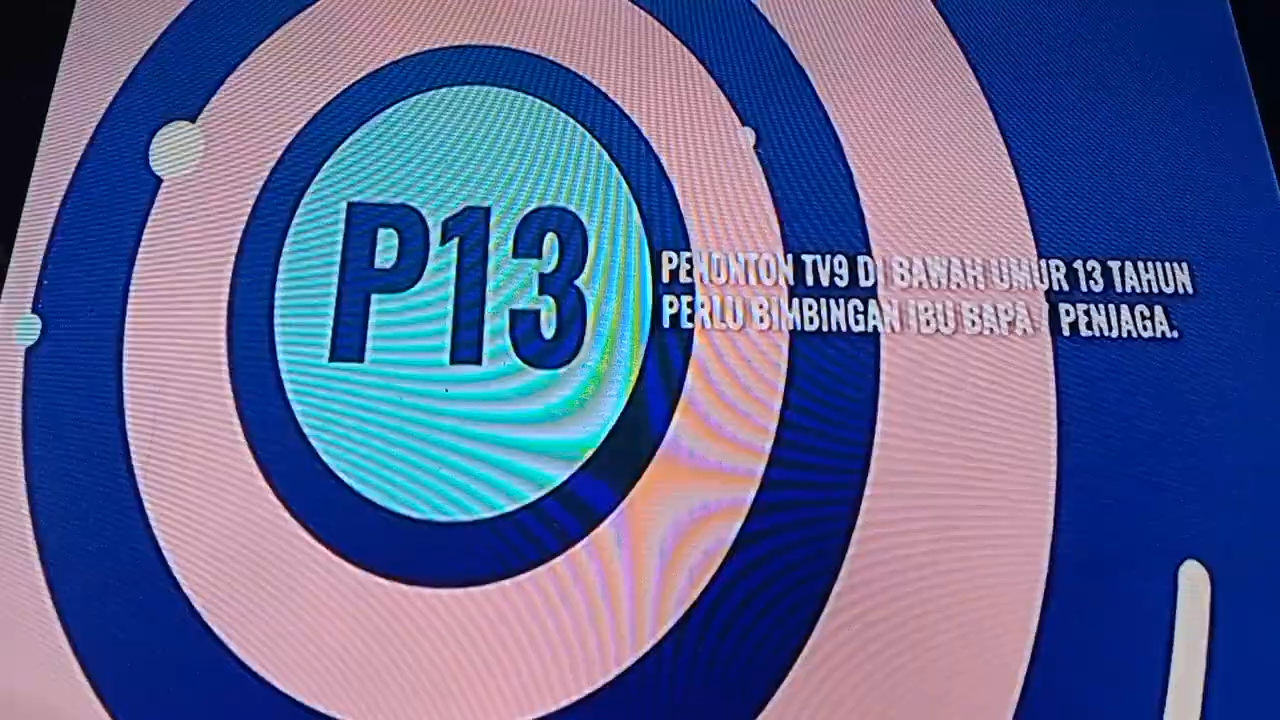 P13
PENONTON TV9 DI BAWAH UMUR 13 TAHUN
PERLU BIMBINGAN IBU BAPA / PENJAGA.